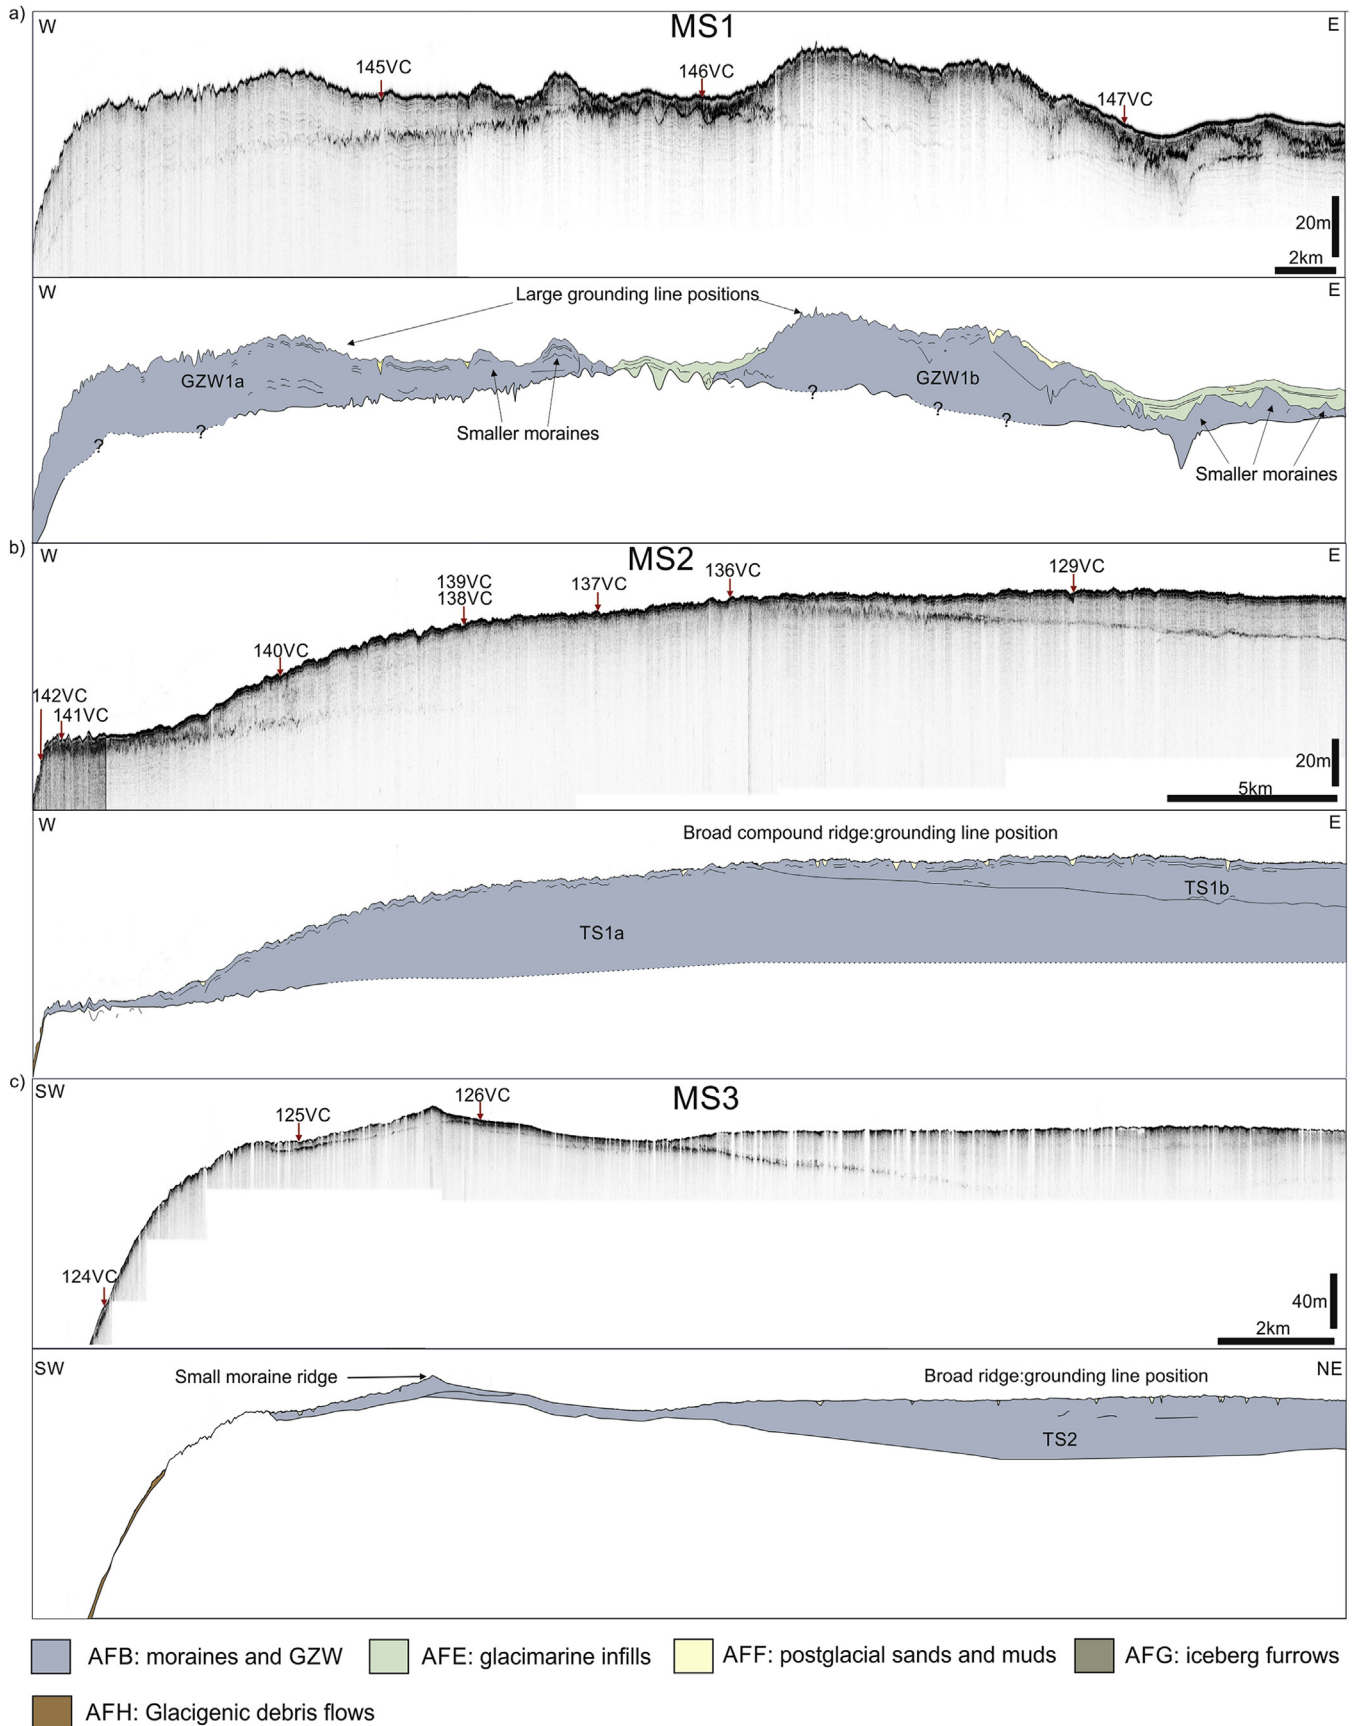 a)
W
MS1
E
145VC
146VC
147VC
20m
2km
W
E
Large grounding line positions
GZW1a
GZW1b
?
?
?
?
?
Smaller moraines
Smaller moraines
b)
W
MS2
E
139VC
138VC
137VC
136VC
129VC
140VC
142VC
141VC
20m
5km
W
E
Broad compound ridge:grounding line position
TS1b
TS1a
c)
SW
MS3
125VC
126VC
124VC
40m
2km
SW
NE
Small moraine ridge
Broad ridge:grounding line position
TS2
AFB: moraines and GZW
AFE: glacimarine infills
AFF: postglacial sands and muds
AFG: iceberg furrows
AFH: Glacigenic debris flows